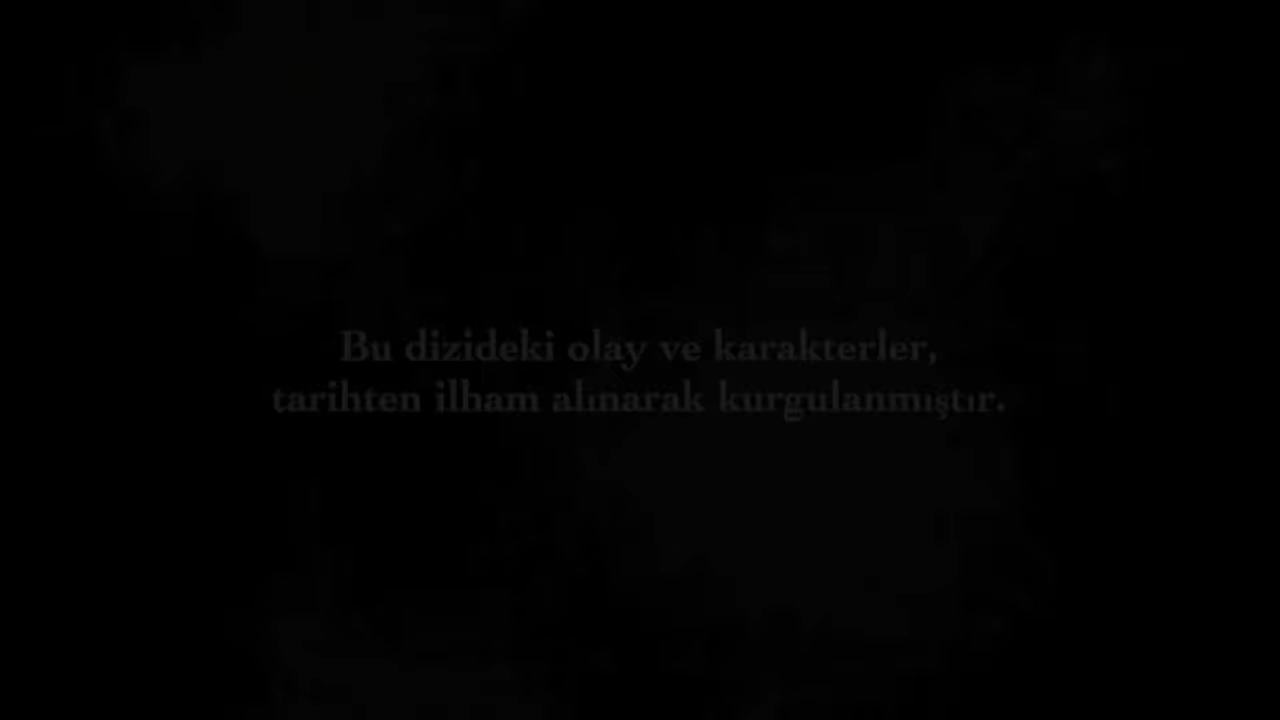 Bu dizideki olay ve karakterler,
tarihten ilham alınarak kurgulanmıştır.